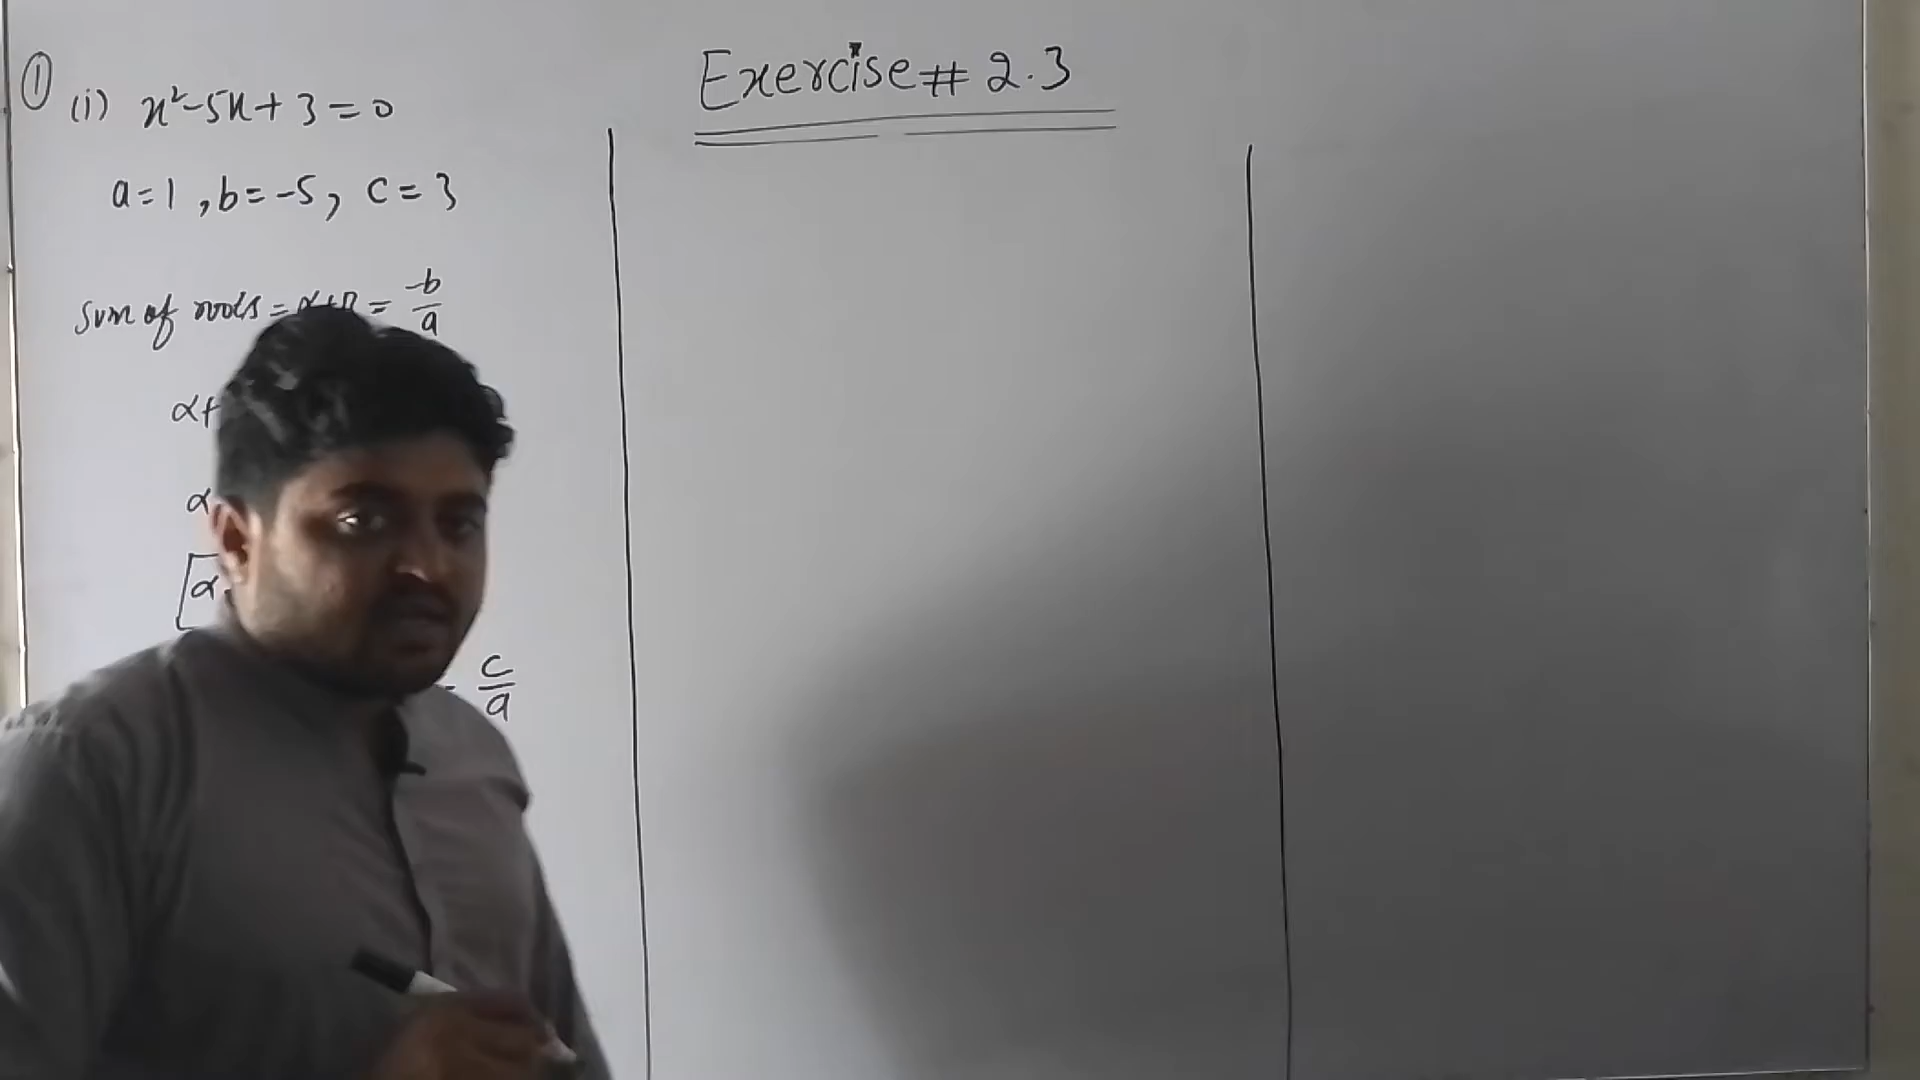 Exercise # 2.3
① (i) x²-5x+3=0
a=1, b=-5, c=3
Sum of roots = α+β = -b/a
α+
α
α
= c/a